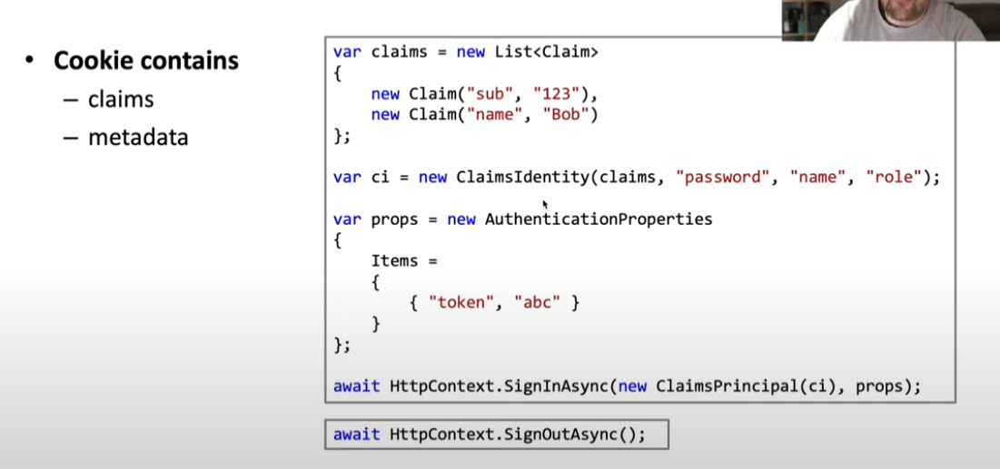 • Cookie contains
– claims
– metadata
var claims = new List<Claim>
{
    new Claim("sub", "123"),
    new Claim("name", "Bob")
};
var ci = new ClaimsIdentity(claims, "password", "name", "role");
var props = new AuthenticationProperties
{
    Items =
    {
        { "token", "abc" }
    }
};
await HttpContext.SignInAsync(new ClaimsPrincipal(ci), props);
await HttpContext.SignOutAsync();